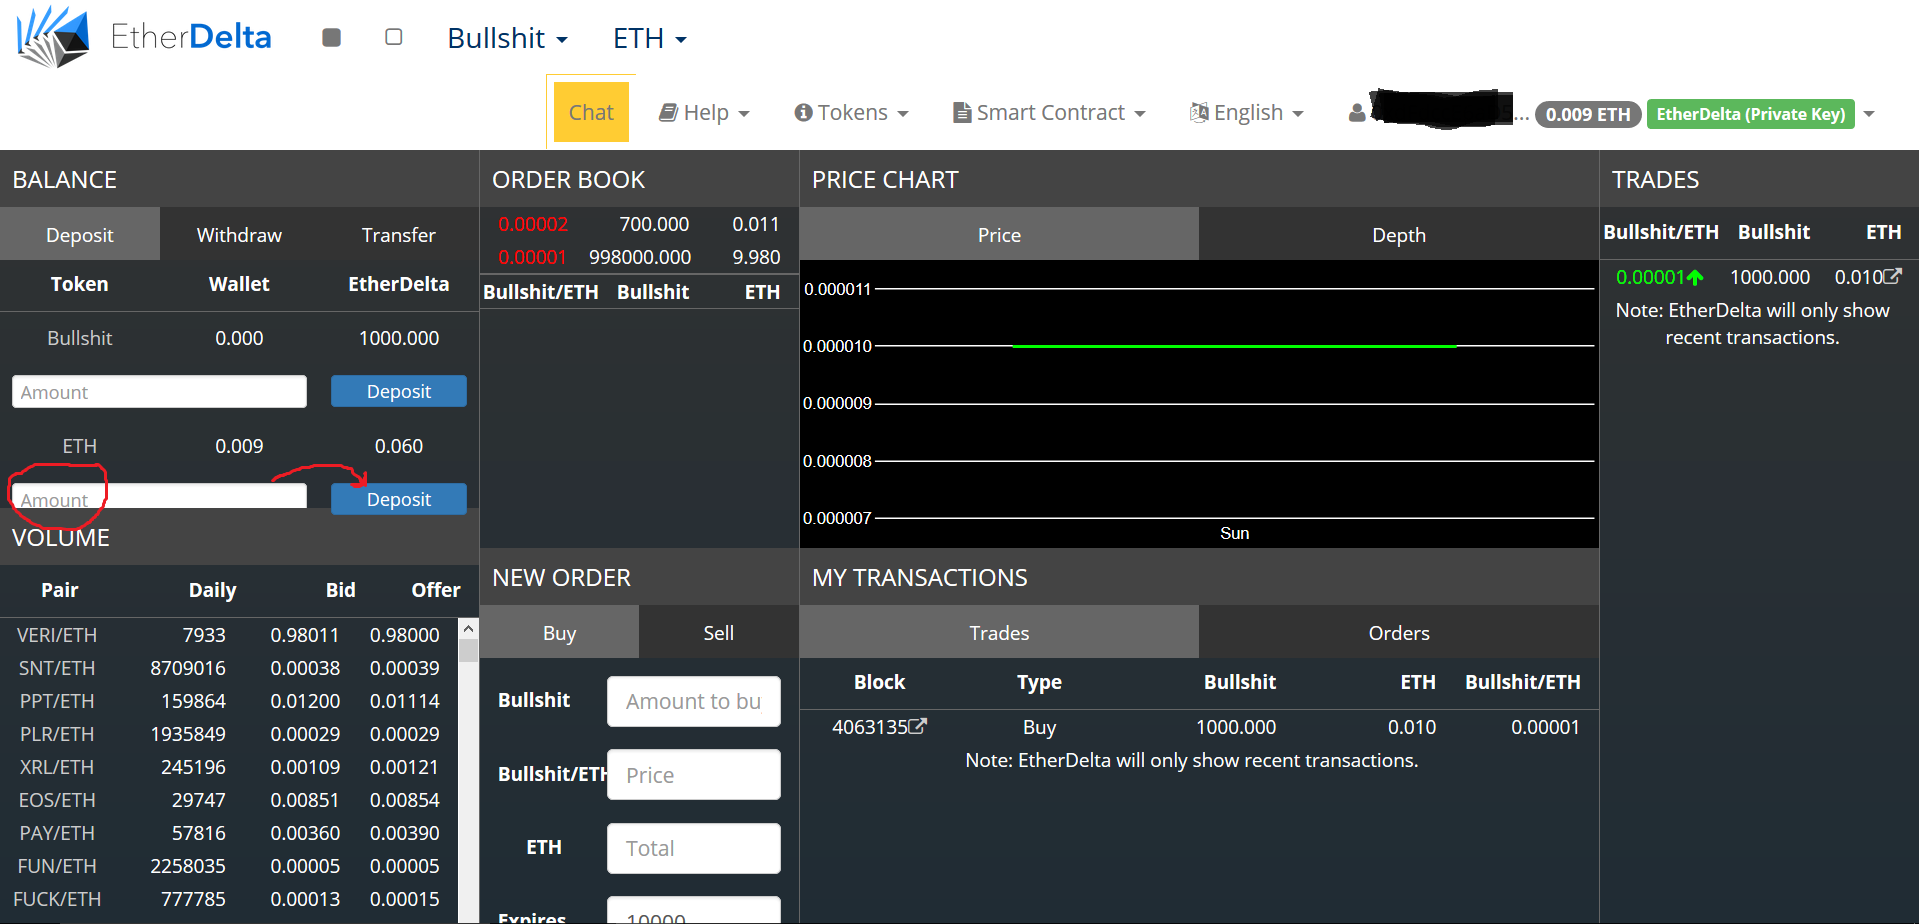 EtherDelta Bullshit ETH
Chat Help Tokens Smart Contract English 5... 0.009 ETH EtherDelta (Private Key)
BALANCE
Deposit Withdraw Transfer
Token Wallet EtherDelta
Bullshit 0.000 1000.000
Amount Deposit
ETH 0.009 0.060
Amount Deposit
VOLUME
Pair Daily Bid Offer
VERI/ETH 7933 0.98011 0.98000
SNT/ETH 8709016 0.00038 0.00039
PPT/ETH 159864 0.01200 0.01114
PLR/ETH 1935849 0.00029 0.00029
XRL/ETH 245196 0.00109 0.00121
EOS/ETH 29747 0.00851 0.00854
PAY/ETH 57816 0.00360 0.00390
FUN/ETH 2258035 0.00005 0.00005
FUCK/ETH 777785 0.00013 0.00015
ORDER BOOK
0.00002 700.000 0.011
0.00001 998000.000 9.980
Bullshit/ETH Bullshit ETH
NEW ORDER
Buy Sell
Bullshit Amount to bu
Bullshit/ETH Price
ETH Total
Expires 10000
PRICE CHART
Price Depth
0.000011
0.000010
0.000009
0.000008
0.000007
Sun
MY TRANSACTIONS
Trades Orders
Block Type Bullshit ETH Bullshit/ETH
4063135 Buy 1000.000 0.010 0.00001
Note: EtherDelta will only show recent transactions.
TRADES
Bullshit/ETH Bullshit ETH
0.00001 1000.000 0.010
Note: EtherDelta will only show
recent transactions.